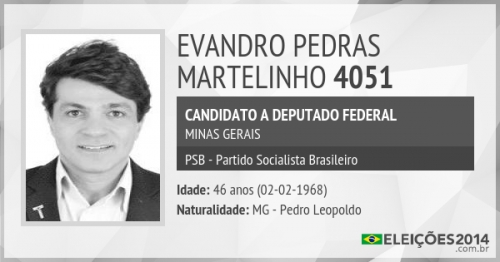 EVANDRO PEDRAS
MARTELINHO 4051
CANDIDATO A DEPUTADO FEDERAL
MINAS GERAIS
PSB - Partido Socialista Brasileiro
Idade: 46 anos (02-02-1968)
Naturalidade: MG - Pedro Leopoldo
ELEIÇÕES2014
.com.br